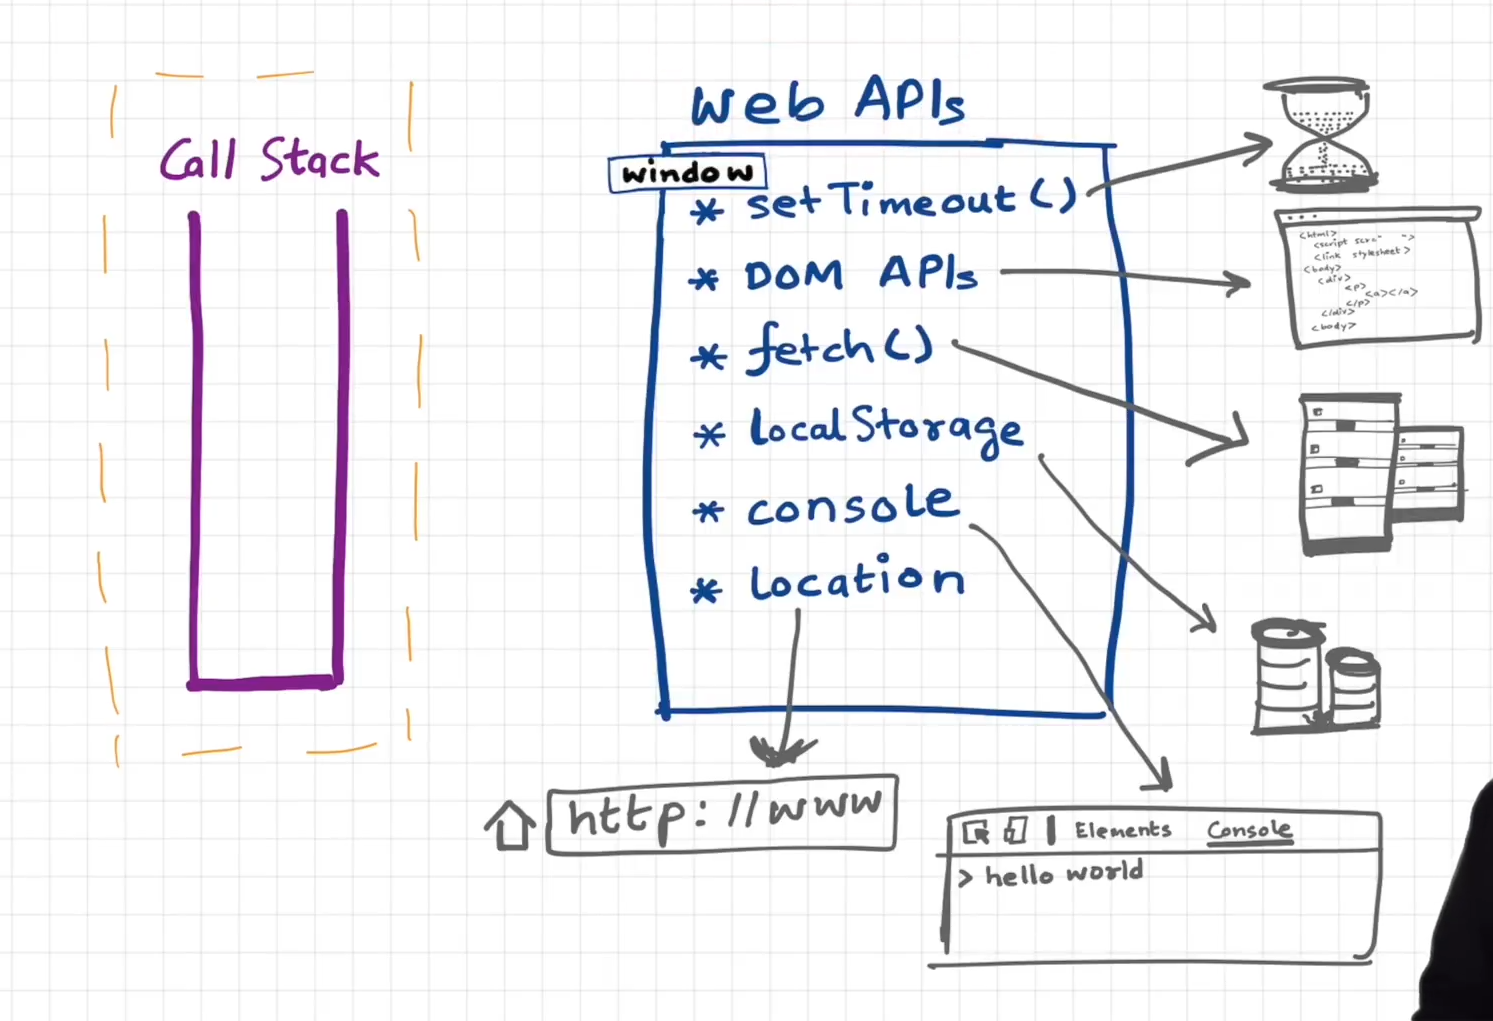 Web APIs
Call Stack
window
* setTimeout()
* DOM APIs
* fetch()
* localStorage
* console
* location
<html>
<script scr=" ">
<link stylesheet>
<body>
<div>
<p>
<a></a>
</p>
</div>
<body>
http://www
Elements Console
> hello world